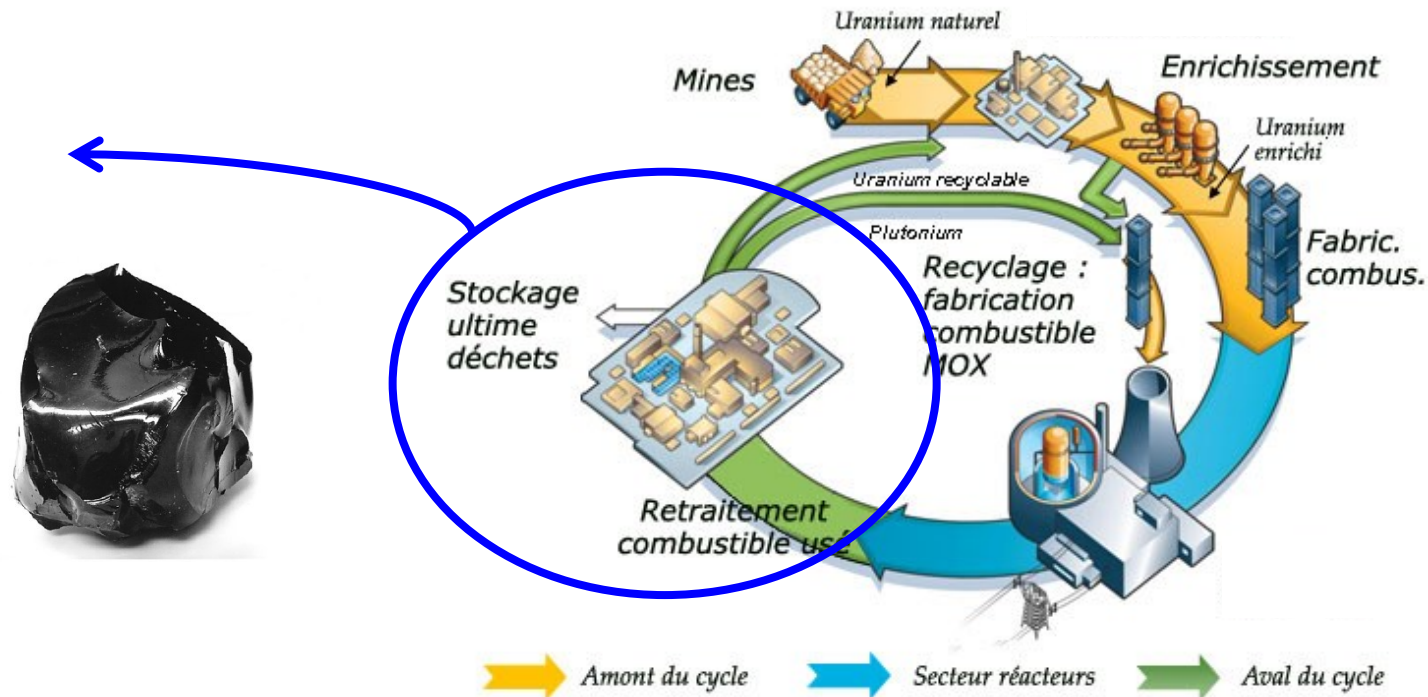 Uranium naturel
Mines
Enrichissement
Uranium
enrichi
Uranium recyclable
Plutonium
Fabric.
combus.
Recyclage :
fabrication
combustible
MOX
Stockage
ultime
déchets
Retraitement
combustible usé
Amont du cycle
Secteur réacteurs
Aval du cycle